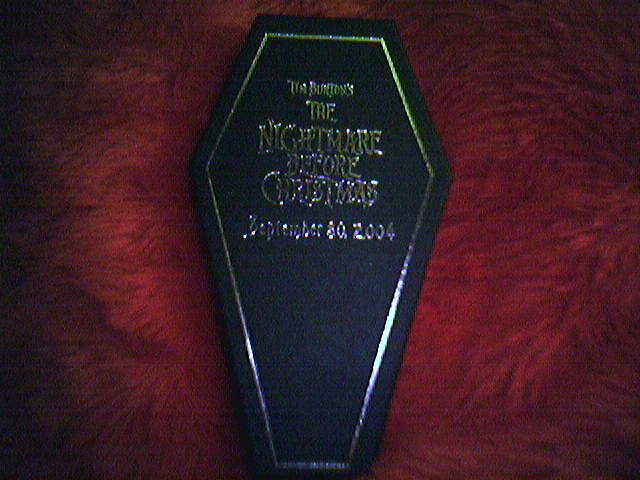 Tim Burton's
The
Nightmare
Before
Christmas
September 30, 2004